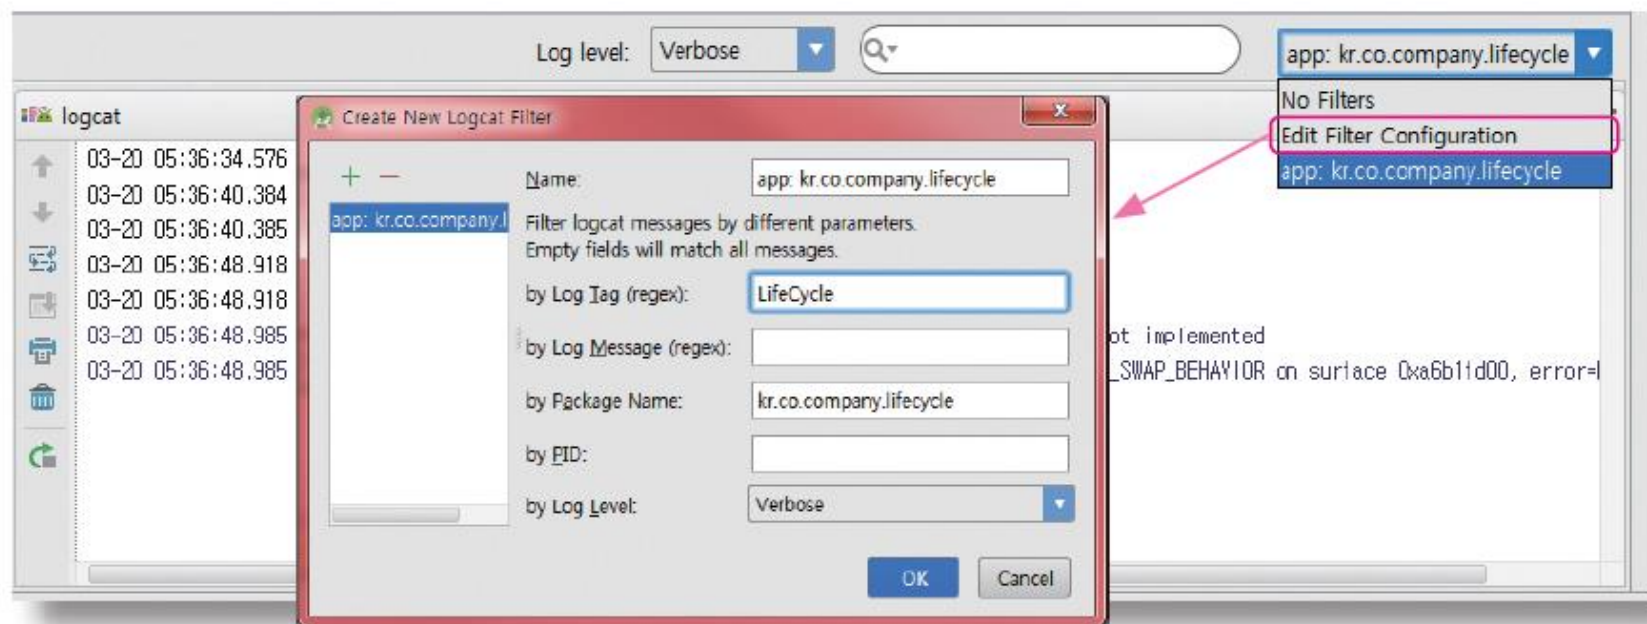 Log level: Verbose app: kr.co.company.lifecycle
No Filters
Edit Filter Configuration
app: kr.co.company.lifecycle
logcat
03-20 05:36:34.576
03-20 05:36:40.384
03-20 05:36:40.385
03-20 05:36:48.918
03-20 05:36:48.918
03-20 05:36:48.985 ot implemented
03-20 05:36:48.985 _SWAP_BEHAVIOR on surface 0xa6b1fd00, error=
Create New Logcat Filter
+ −
app: kr.co.company.l
Name: app: kr.co.company.lifecycle
Filter logcat messages by different parameters.
Empty fields will match all messages.
by Log Tag (regex): LifeCycle
by Log Message (regex):
by Package Name: kr.co.company.lifecycle
by PID:
by Log Level: Verbose
OK Cancel